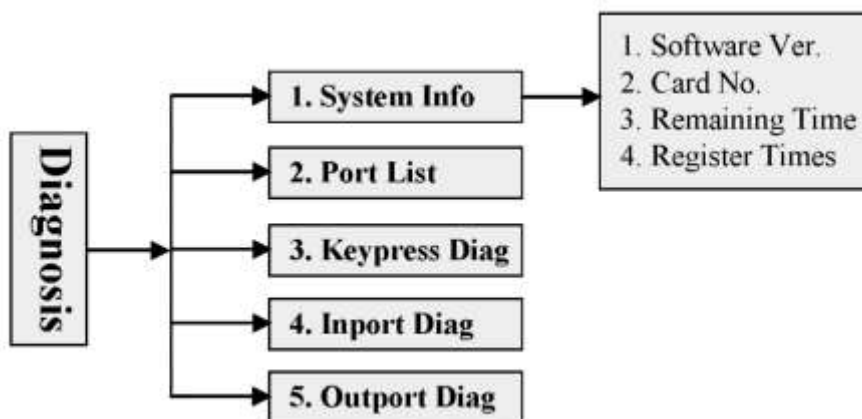 Diagnosis
1. System Info
2. Port List
3. Keypress Diag
4. Inport Diag
5. Outport Diag
1. Software Ver.
2. Card No.
3. Remaining Time
4. Register Times